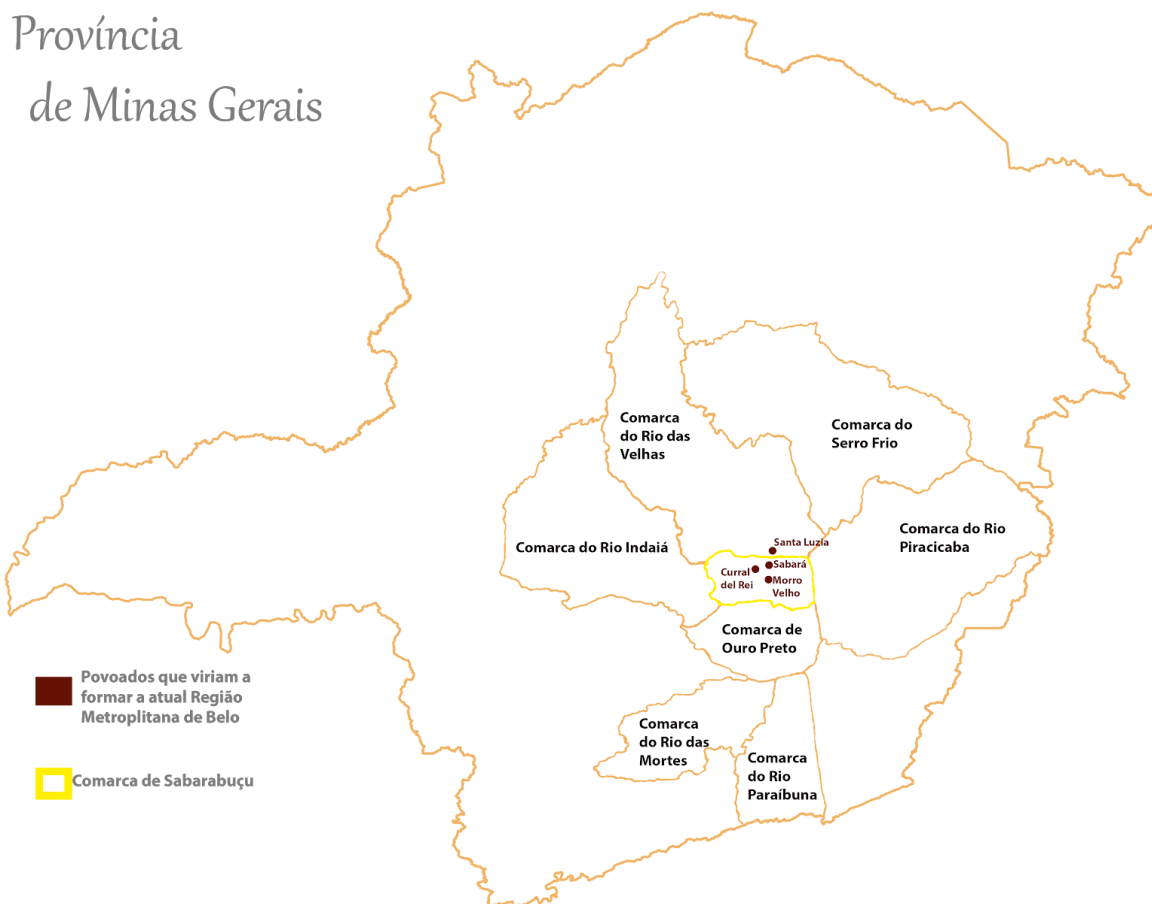 Província
de Minas Gerais
Comarca
do Rio das
Velhas
Comarca do
Serro Frio
Comarca do Rio
Piracicaba
Comarca do Rio Indaiá
Santa Luzía
Sabará
Curral
del Rei
Morro
Velho
Comarca de
Ouro Preto
Comarca
do Rio das
Mortes
Comarca
do Rio
Paraíbuna
Povoados que viriam a
formar a atual Região
Metroplitana de Belo
Comarca de Sabarabuçu